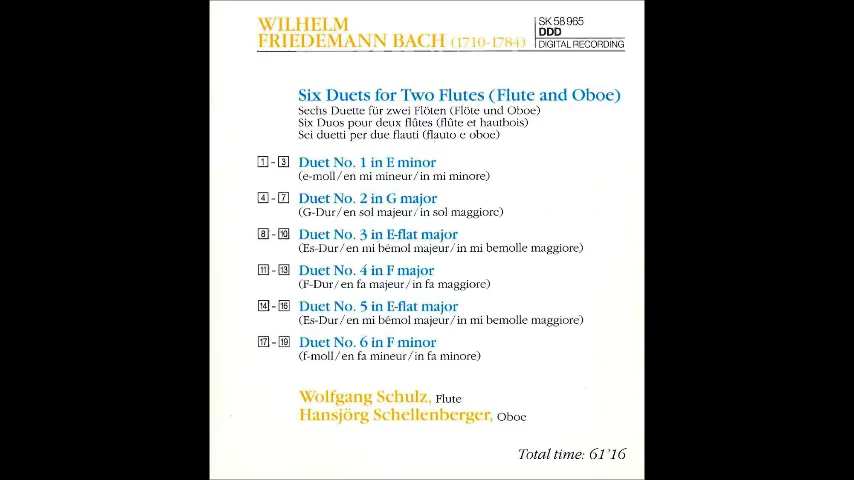 WILHELM
FRIEDEMANN BACH (1710-1784)
SK 58 965
DDD
DIGITAL RECORDING
Six Duets for Two Flutes (Flute and Oboe)
Sechs Duette für zwei Flöten (Flöte und Oboe)
Six Duos pour deux flûtes (flûte et hautbois)
Sei duetti per due flauti (flauto e oboe)
1 - 3 Duet No. 1 in E minor
(e-moll/en mi mineur/in mi minore)
4 - 7 Duet No. 2 in G major
(G-Dur/en sol majeur/in sol maggiore)
8 - 10 Duet No. 3 in E-flat major
(Es-Dur/en mi bémol majeur/in mi bemolle maggiore)
11 - 13 Duet No. 4 in F major
(F-Dur/en fa majeur/in fa maggiore)
14 - 16 Duet No. 5 in E-flat major
(Es-Dur/en mi bémol majeur/in mi bemolle maggiore)
17 - 19 Duet No. 6 in F minor
(f-moll/en fa mineur/in fa minore)
Wolfgang Schulz, Flute
Hansjörg Schellenberger, Oboe
Total time: 61'16